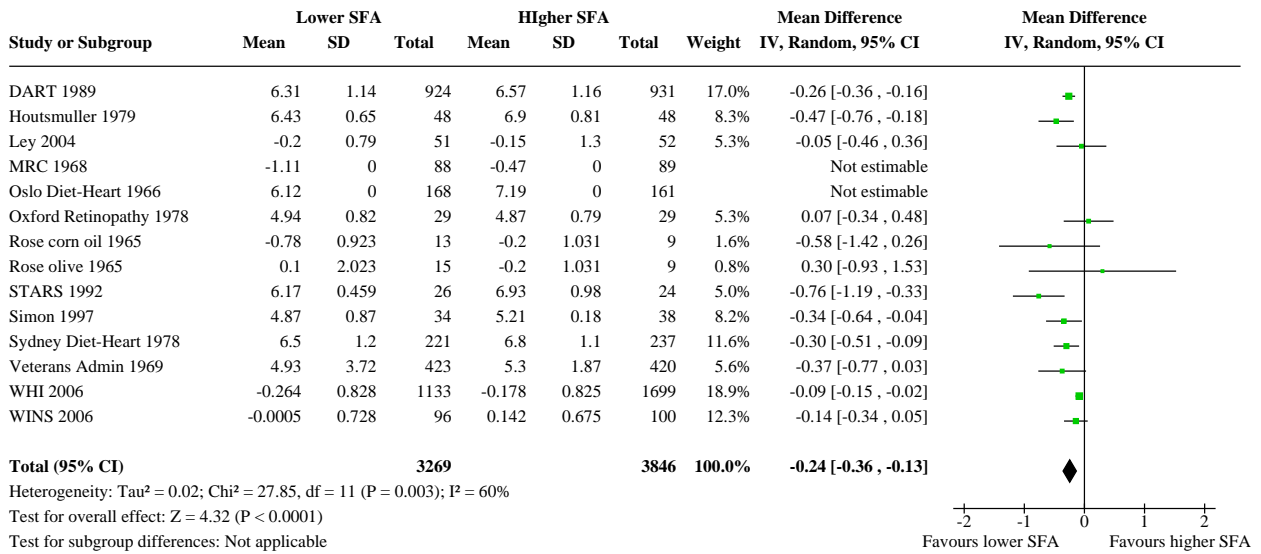 Lower SFA HIgher SFA Mean Difference Mean Difference
Study or Subgroup Mean SD Total Mean SD Total Weight IV, Random, 95% CI IV, Random, 95% CI
DART 1989 6.31 1.14 924 6.57 1.16 931 17.0% -0.26 [-0.36 , -0.16]
Houtsmuller 1979 6.43 0.65 48 6.9 0.81 48 8.3% -0.47 [-0.76 , -0.18]
Ley 2004 -0.2 0.79 51 -0.15 1.3 52 5.3% -0.05 [-0.46 , 0.36]
MRC 1968 -1.11 0 88 -0.47 0 89 Not estimable
Oslo Diet-Heart 1966 6.12 0 168 7.19 0 161 Not estimable
Oxford Retinopathy 1978 4.94 0.82 29 4.87 0.79 29 5.3% 0.07 [-0.34 , 0.48]
Rose corn oil 1965 -0.78 0.923 13 -0.2 1.031 9 1.6% -0.58 [-1.42 , 0.26]
Rose olive 1965 0.1 2.023 15 -0.2 1.031 9 0.8% 0.30 [-0.93 , 1.53]
STARS 1992 6.17 0.459 26 6.93 0.98 24 5.0% -0.76 [-1.19 , -0.33]
Simon 1997 4.87 0.87 34 5.21 0.18 38 8.2% -0.34 [-0.64 , -0.04]
Sydney Diet-Heart 1978 6.5 1.2 221 6.8 1.1 237 11.6% -0.30 [-0.51 , -0.09]
Veterans Admin 1969 4.93 3.72 423 5.3 1.87 420 5.6% -0.37 [-0.77 , 0.03]
WHI 2006 -0.264 0.828 1133 -0.178 0.825 1699 18.9% -0.09 [-0.15 , -0.02]
WINS 2006 -0.0005 0.728 96 0.142 0.675 100 12.3% -0.14 [-0.34 , 0.05]
Total (95% CI) 3269 3846 100.0% -0.24 [-0.36 , -0.13]
Heterogeneity: Tau² = 0.02; Chi² = 27.85, df = 11 (P = 0.003); I² = 60%
Test for overall effect: Z = 4.32 (P < 0.0001)
-2 -1 0 1 2
Test for subgroup differences: Not applicable
Favours lower SFA Favours higher SFA